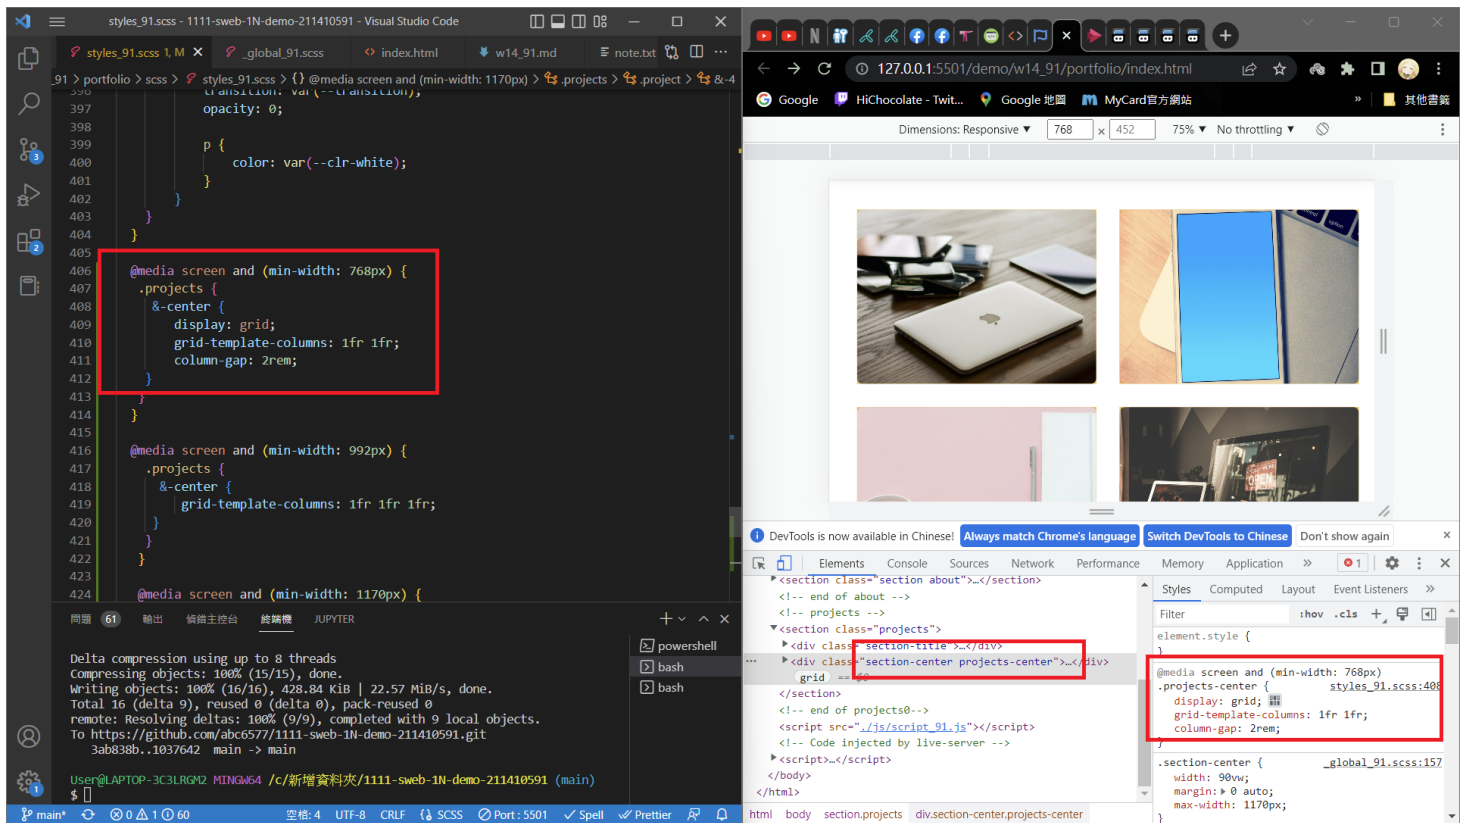 styles_91.scss - 1111-sweb-1N-demo-211410591 - Visual Studio Code
styles_91.scss 1, M
_global_91.scss
index.html
w14_91.md
note.txt
_91 > portfolio > scss > styles_91.scss > {} @media screen and (min-width: 1170px) > .projects > .project > &-4
396 transition: var(--transition);
397 opacity: 0;
398
399 p {
400 color: var(--clr-white);
401 }
402 }
403 }
404 }
405
406 @media screen and (min-width: 768px) {
407 .projects {
408 &-center {
409 display: grid;
410 grid-template-columns: 1fr 1fr;
411 column-gap: 2rem;
412 }
413 }
414 }
415
416 @media screen and (min-width: 992px) {
417 .projects {
418 &-center {
419 grid-template-columns: 1fr 1fr 1fr;
420 }
421 }
422 }
423
424 @media screen and (min-width: 1170px) {
問題 61 輸出 偵錯主控台 終端機 JUPYTER
Delta compression using up to 8 threads
Compressing objects: 100% (15/15), done.
Writing objects: 100% (16/16), 428.84 KiB | 22.57 MiB/s, done.
Total 16 (delta 9), reused 0 (delta 0), pack-reused 0
remote: Resolving deltas: 100% (9/9), completed with 9 local objects.
To https://github.com/abc6577/1111-sweb-1N-demo-211410591.git
3ab838b..1037642 main -> main
User@LAPTOP-3C3LRGM2 MINGW64 /c/新增資料夾/1111-sweb-1N-demo-211410591 (main)
$
powershell
bash
bash
3
2
1
main* 0 1 60 空格: 4 UTF-8 CRLF SCSS Port : 5501 Spell Prettier
127.0.0.1:5501/demo/w14_91/portfolio/index.html
Google HiChocolate - Twit... Google 地圖 MyCard官方網站 » 其他書籤
Dimensions: Responsive 768 × 452 75% No throttling
OPEN
DevTools is now available in Chinese! Always match Chrome's language Switch DevTools to Chinese Don't show again
Elements Console Sources Network Performance Memory Application » 1
<section class="section about">…</section>
<!-- end of about -->
<!-- projects -->
<section class="projects">
<div class="section-title">…</div>
<div class="section-center projects-center">…</div>
grid == $0
</section>
<!-- end of projects0-->
<script src="./js/script_91.js"></script>
<!-- Code injected by live-server -->
<script>…</script>
</body>
</html>
html body section.projects div.section-center.projects-center
Styles Computed Layout Event Listeners »
Filter :hov .cls
element.style {
}
@media screen and (min-width: 768px)
.projects-center { styles_91.scss:408
display: grid;
grid-template-columns: 1fr 1fr;
column-gap: 2rem;
}
.section-center { _global_91.scss:157
width: 90vw;
margin: 0 auto;
max-width: 1170px;
}